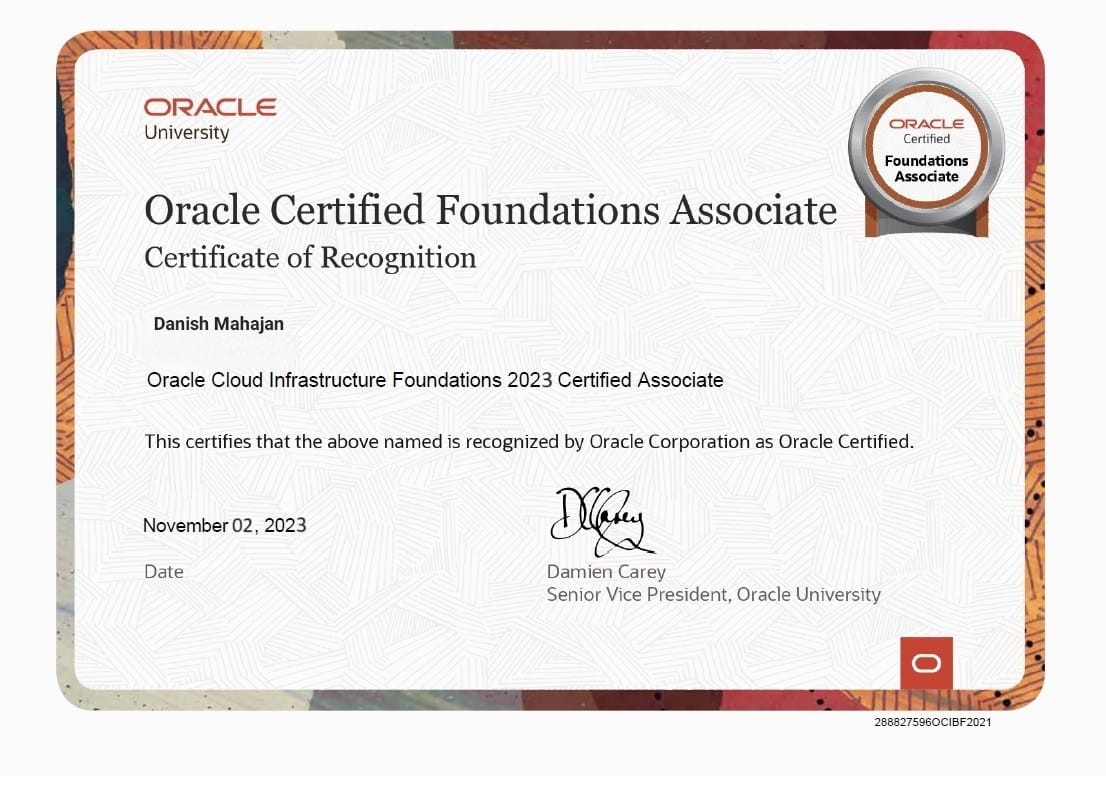 ORACLE
University
ORACLE
Certified
Foundations
Associate
Oracle Certified Foundations Associate
Certificate of Recognition
Danish Mahajan
Oracle Cloud Infrastructure Foundations 2023 Certified Associate
This certifies that the above named is recognized by Oracle Corporation as Oracle Certified.
November 02, 2023
Date
Damien Carey
Senior Vice President, Oracle University
288827596OCIBF2021